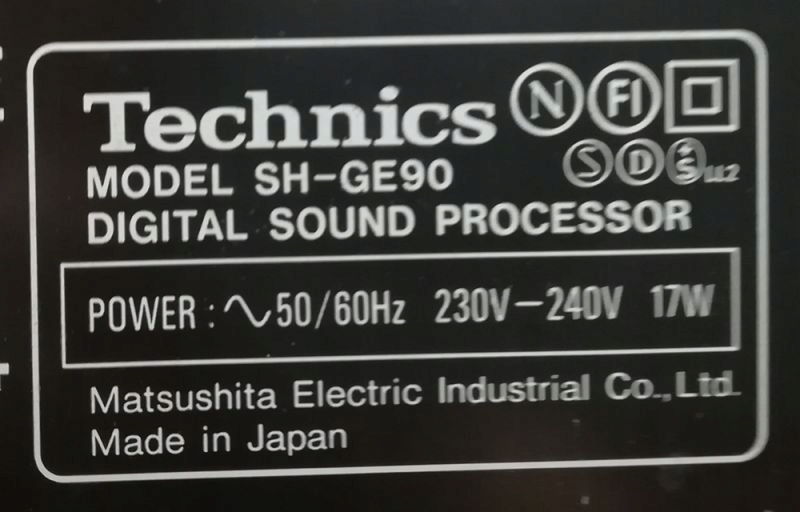 Technics N FI
MODEL SH-GE90 S D S
DIGITAL SOUND PROCESSOR
POWER : ∿50/60Hz 230V–240V 17W
Matsushita Electric Industrial Co., Ltd.
Made in Japan